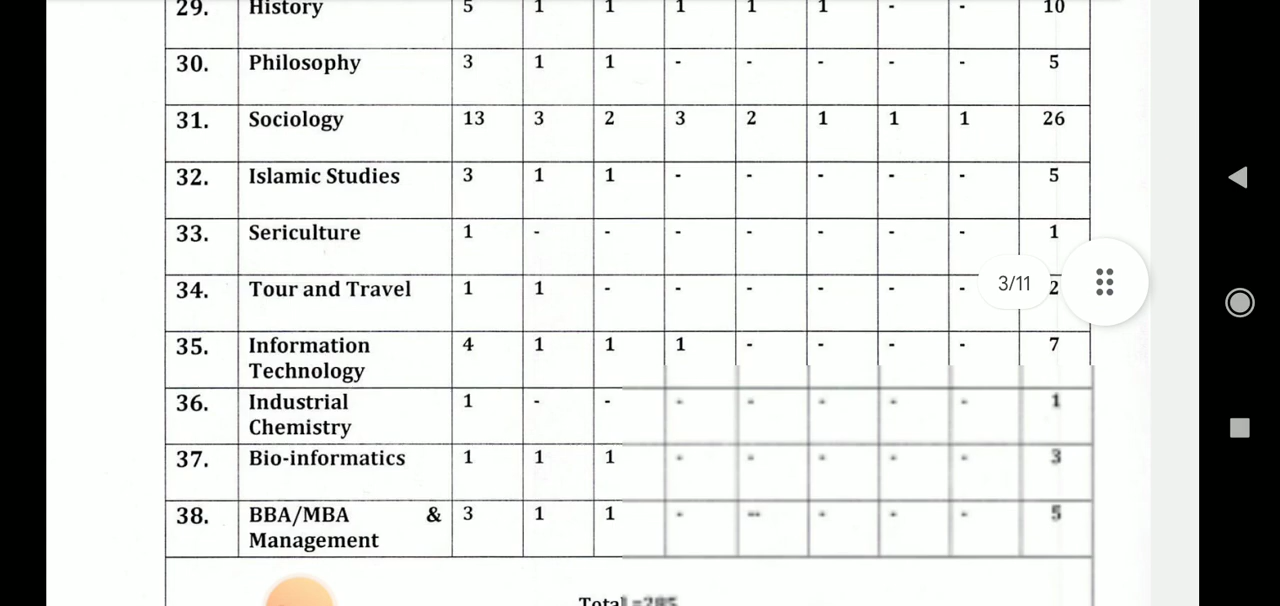 29. History 5 1 1 1 1 1 - - 10
30. Philosophy 3 1 1 - - - - - 5
31. Sociology 13 3 2 3 2 1 1 1 26
32. Islamic Studies 3 1 1 - - - - - 5
33. Sericulture 1 - - - - - - - 1
34. Tour and Travel 1 1 - - - - - - 2
3/11
35. Information 4 1 1 1 - - - - 7
Technology
36. Industrial 1 - - - - - - - 1
Chemistry
37. Bio-informatics 1 1 1 - - - - - 3
38. BBA/MBA & 3 1 1 - -- - - - 5
Management
Total =